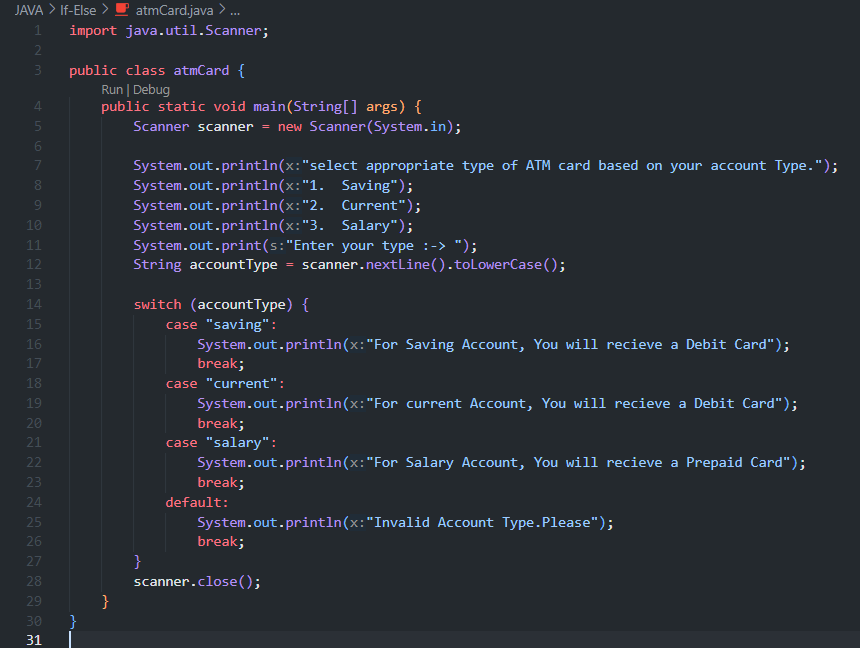 JAVA > If-Else > atmCard.java > ...
1 import java.util.Scanner;
2
3 public class atmCard {
Run | Debug
4 public static void main(String[] args) {
5 Scanner scanner = new Scanner(System.in);
6
7 System.out.println(x:"select appropriate type of ATM card based on your account Type.");
8 System.out.println(x:"1.  Saving");
9 System.out.println(x:"2.  Current");
10 System.out.println(x:"3.  Salary");
11 System.out.print(s:"Enter your type :-> ");
12 String accountType = scanner.nextLine().toLowerCase();
13
14 switch (accountType) {
15 case "saving":
16 System.out.println(x:"For Saving Account, You will recieve a Debit Card");
17 break;
18 case "current":
19 System.out.println(x:"For current Account, You will recieve a Debit Card");
20 break;
21 case "salary":
22 System.out.println(x:"For Salary Account, You will recieve a Prepaid Card");
23 break;
24 default:
25 System.out.println(x:"Invalid Account Type.Please");
26 break;
27 }
28 scanner.close();
29 }
30 }
31